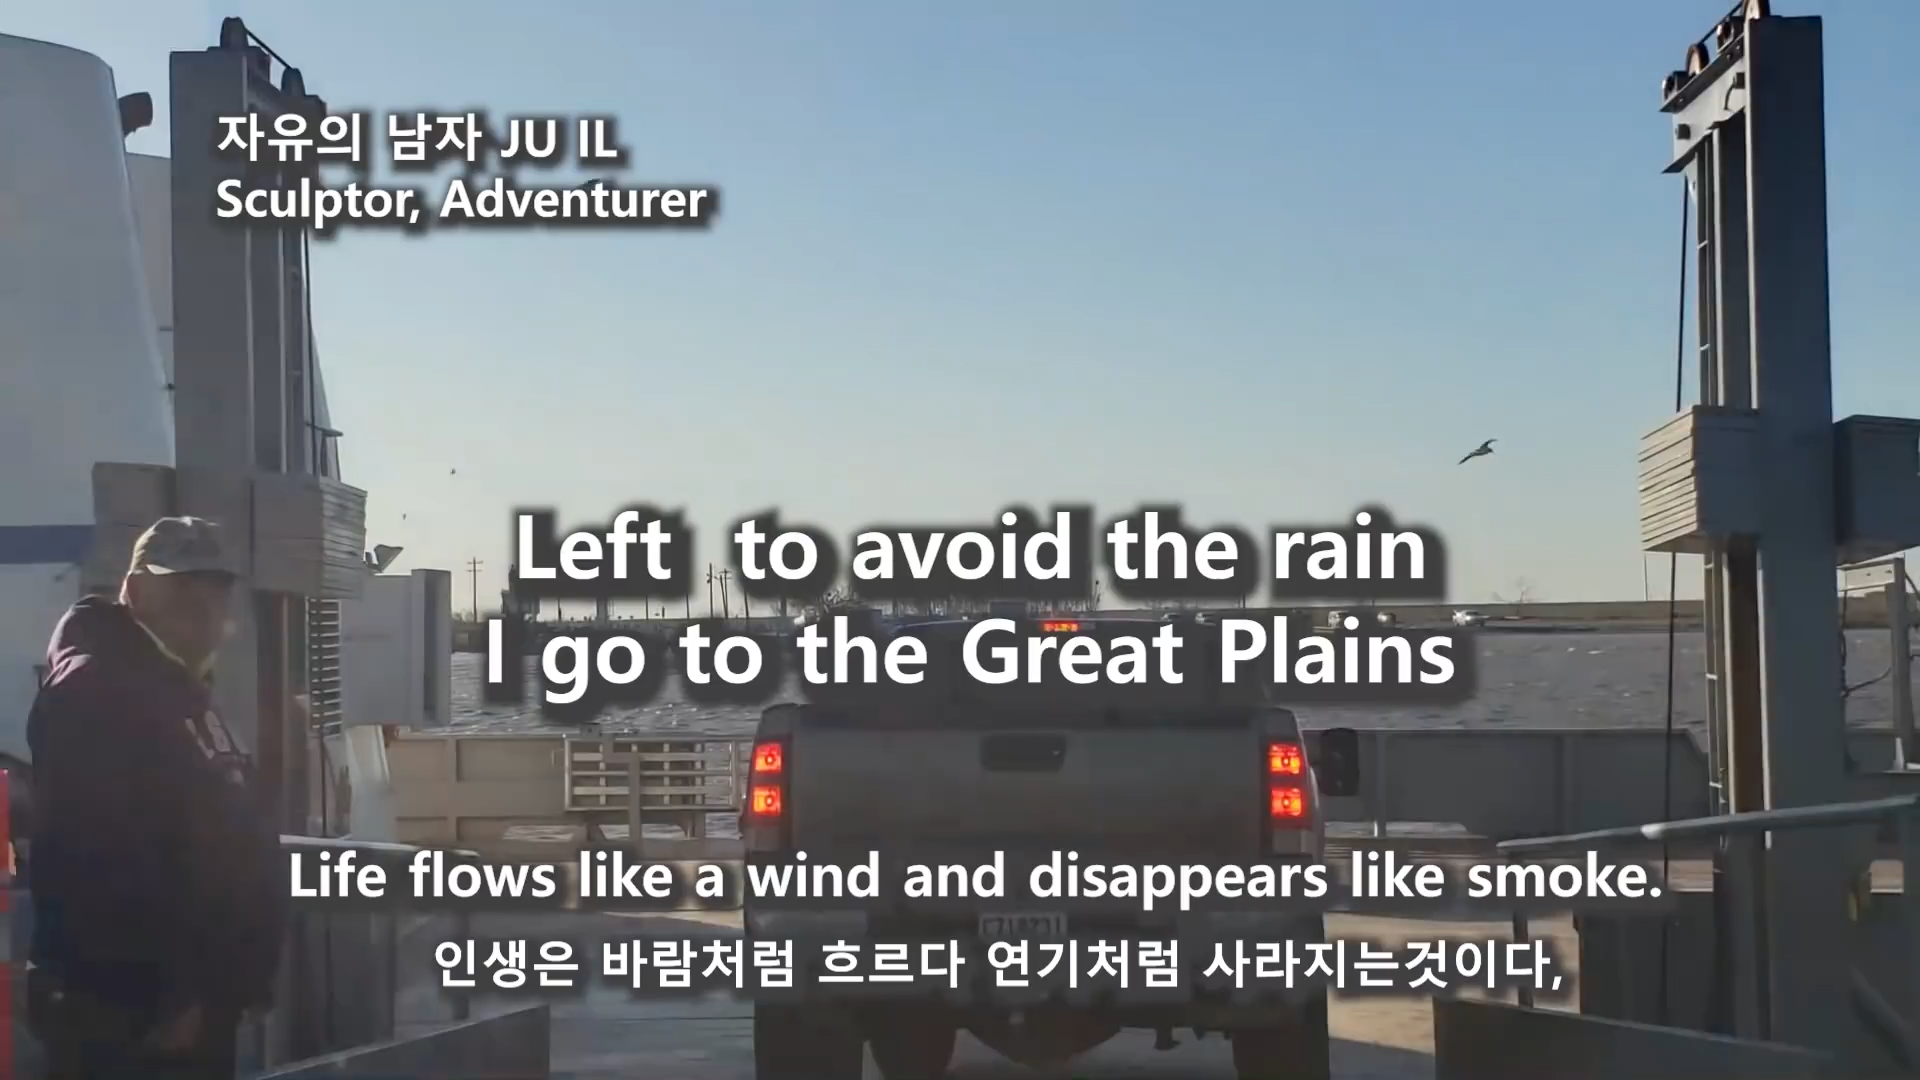 자유의 남자 JU IL
Sculptor, Adventurer
Left to avoid the rain
I go to the Great Plains
Life flows like a wind and disappears like smoke.
인생은 바람처럼 흐르다 연기처럼 사라지는것이다,